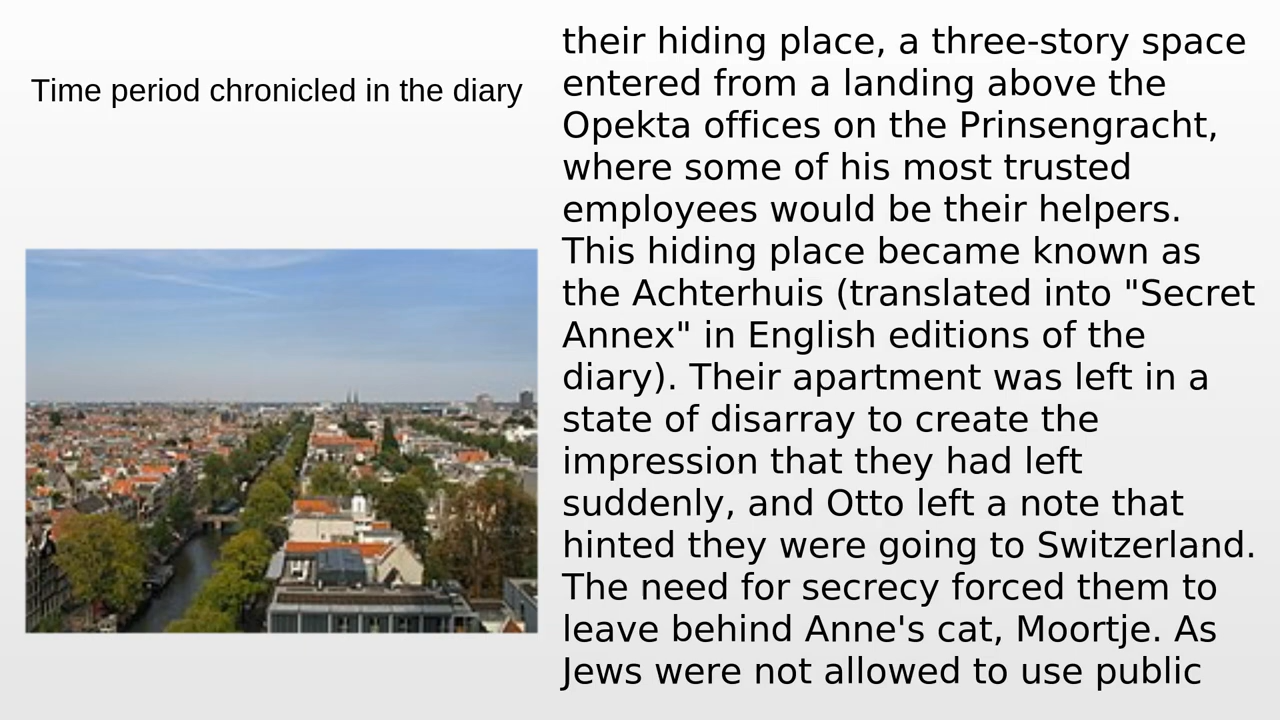 Time period chronicled in the diary
their hiding place, a three-story space
entered from a landing above the
Opekta offices on the Prinsengracht,
where some of his most trusted
employees would be their helpers.
This hiding place became known as
the Achterhuis (translated into "Secret
Annex" in English editions of the
diary). Their apartment was left in a
state of disarray to create the
impression that they had left
suddenly, and Otto left a note that
hinted they were going to Switzerland.
The need for secrecy forced them to
leave behind Anne's cat, Moortje. As
Jews were not allowed to use public